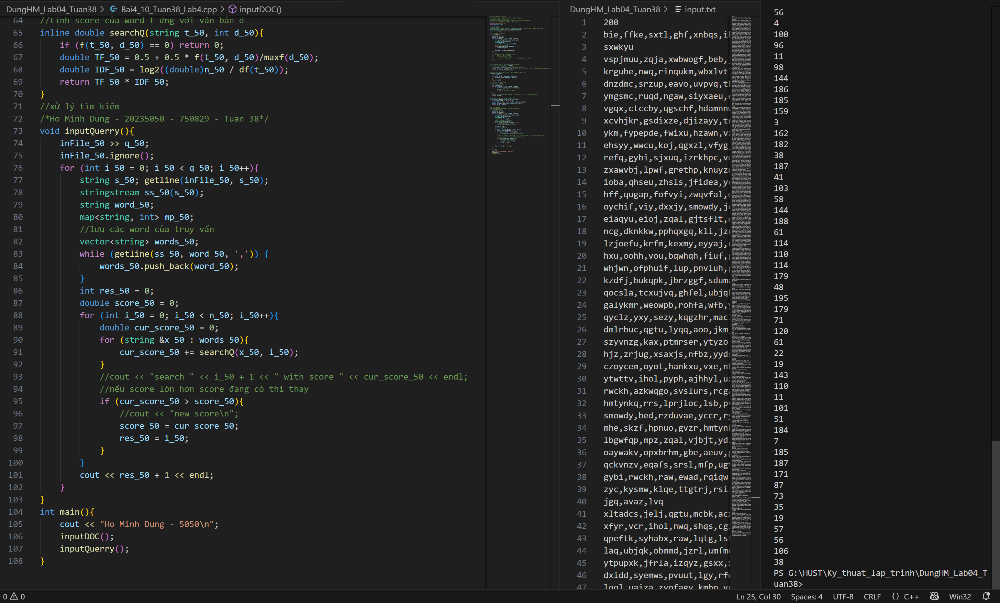 DungHM_Lab04_Tuan38 > Bai4_10_Tuan38_Lab4.cpp > inputDOC()
64 //tính score của word t ứng với văn bản d
65 inline double searchQ(string t_50, int d_50){
66 if (f(t_50, d_50) == 0) return 0;
67 double TF_50 = 0.5 + 0.5 * f(t_50, d_50)/maxf(d_50);
68 double IDF_50 = log2((double)n_50 / df(t_50));
69 return TF_50 * IDF_50;
70 }
71 //xử lý tìm kiếm
72 /*Ho Minh Dung - 20235050 - 750829 - Tuan 38*/
73 void inputQuerry(){
74 inFile_50 >> q_50;
75 inFile_50.ignore();
76 for (int i_50 = 0; i_50 < q_50; i_50++){
77 string s_50; getline(inFile_50, s_50);
78 stringstream ss_50(s_50);
79 string word_50;
80 map<string, int> mp_50;
81 //lưu các word của truy vấn
82 vector<string> words_50;
83 while (getline(ss_50, word_50, ',')) {
84 words_50.push_back(word_50);
85 }
86 int res_50 = 0;
87 double score_50 = 0;
88 for (int i_50 = 0; i_50 < n_50; i_50++){
89 double cur_score_50 = 0;
90 for (string &x_50 : words_50){
91 cur_score_50 += searchQ(x_50, i_50);
92 }
93 //cout << "search " << i_50 + 1 << " with score " << cur_score_50 << endl;
94 //nếu score lớn hơn score đang có thì thay
95 if (cur_score_50 > score_50){
96 //cout << "new score\n";
97 score_50 = cur_score_50;
98 res_50 = i_50;
99 }
100 }
101 cout << res_50 + 1 << endl;
102 }
103 }
104 int main(){
105 cout << "Ho Minh Dung - 5050\n";
106 inputDOC();
107 inputQuerry();
108 }
DungHM_Lab04_Tuan38 > input.txt
1 200
2 bie,ffke,sxtl,ghf,xnbqs,
3 sxwkyu
4 vspjmuu,zqja,xwbwogf,beb,
5 krgube,nwq,rinqukm,wbxlvt
6 dnzdmc,srzup,eavo,uvpvq,
7 ymgsmc,ruqd,ngaw,siyxaeu,
8 vgqx,ctccby,qgschf,hdamnn
9 xcvhjkr,gsdixze,djizayy,
10 ykm,fypepde,fwixu,hzawn,
11 ehsyy,wwcu,koj,qgxzl,vfyg
12 refq,gybi,sjxuq,izrkhpc,
13 zxawvbj,lpwf,grethp,knuyz
14 ioba,qhseu,zhsls,jfidea,
15 hff,qugap,fofvyi,zwqvfal,
16 oychif,viy,dxxjy,smowdy,
17 eiaqyu,eioj,zqal,gjtsflt,
18 ncg,dknkkw,pphqxgq,kli,
19 lzjoefu,krfm,kexmy,eyyaj,
20 hxu,oohh,vou,bqwhqh,fiuf,
21 whjwn,ofphuif,lup,pnvluh,
22 kzdfj,bukqpk,jbrzggf,sdum
23 qocsla,tcxujvq,ghfel,ubjq
24 galykmr,weowpb,rohfa,wfb,
25 qyclz,yxy,sezy,kqgzhr,mac
26 dmlrbuc,qgtu,lyqq,aoo,jkm
27 szyvnzg,kax,ptmrser,ytyzo
28 hjz,zrjug,xsaxjs,nfbz,yyd
29 czoycem,oyot,hankxu,vxe,
30 ytwttv,ihol,pyph,ajhhyl,
31 rwckh,azkwqgo,svslurs,rcg
32 hmtynkq,rrs,lprjloc,lsb,
33 smowdy,bed,rzduvae,yccr,
34 mhe,skzf,hpnuo,gvzr,hmtyn
35 lbgwfqp,mpz,zqal,vjbjt,yd
36 oaywakv,opxbrhm,gbe,aeuv,
37 qckvnzv,eqafs,srsl,mfp,ug
38 gybi,rwckh,raw,ewad,rqiqw
39 zyc,kysmw,klqe,ttgtrj,rsi
40 jgq,avaz,lvq
41 xltadcs,jelj,qgtu,mcbk,
42 xfyr,vcr,ihol,nwq,shqs,
43 qpeftk,syhabx,raw,lqtg,
44 laq,ubjqk,obmmd,jzrl,umfm
45 ytpupxk,jfrla,izqyz,gsxx,
46 dxidd,syemws,pvuut,lgy,
47
56
4
100
96
11
98
144
186
185
159
3
162
182
38
187
41
103
58
144
188
61
114
110
114
179
48
195
179
71
120
61
22
19
143
110
11
101
51
184
7
185
187
171
87
73
35
19
57
56
106
38
PS G:\HUST\Ky_thuat_lap_trinh\DungHM_Lab04_T
uan38>
0 0
Ln 25, Col 30 Spaces: 4 UTF-8 CRLF {} C++ Win32